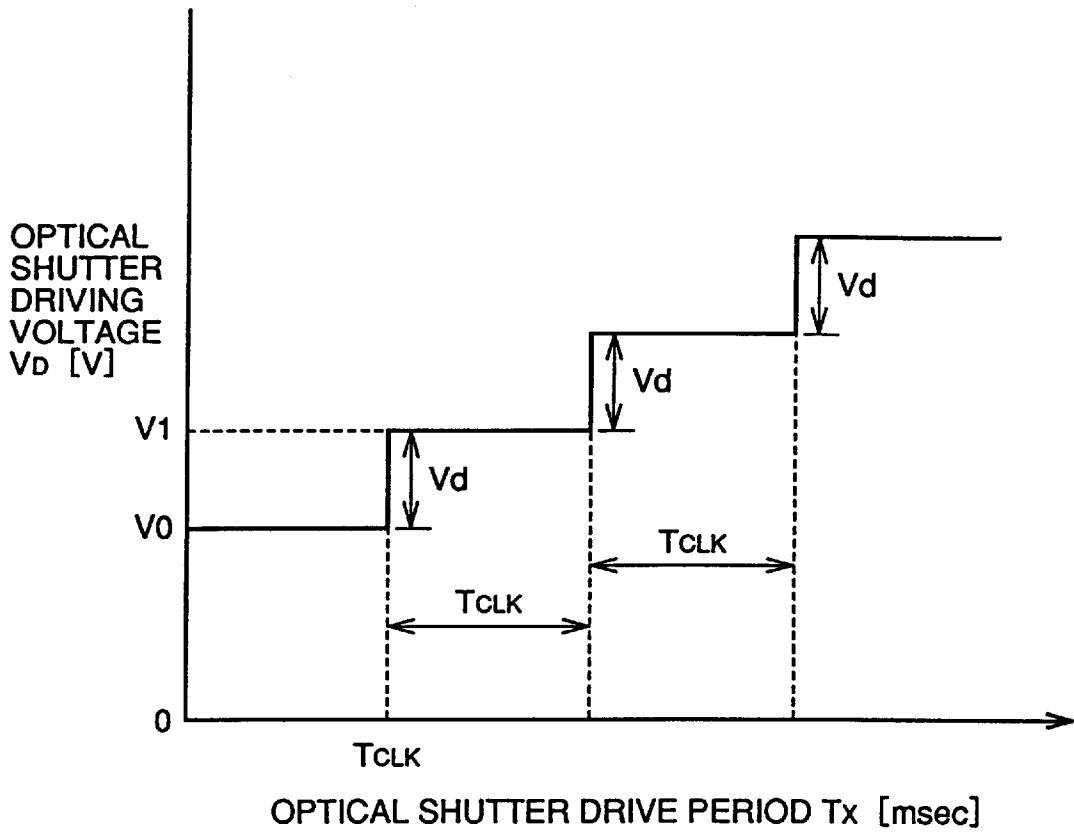 OPTICAL
SHUTTER
DRIVING
VOLTAGE
VD [V]
Vd
Vd
V1
Vd
V0
TCLK
TCLK
0
TCLK
OPTICAL SHUTTER DRIVE PERIOD Tx [msec]